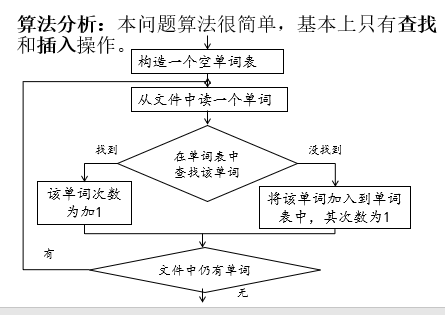 算法分析：本问题算法很简单，基本上只有查找
和插入操作。
构造一个空单词表
从文件中读一个单词
找到
没找到
在单词表中
查找该单词
该单词次数
为加1
将该单词加入到单词
表中，其次数为1
有
文件中仍有单词
无